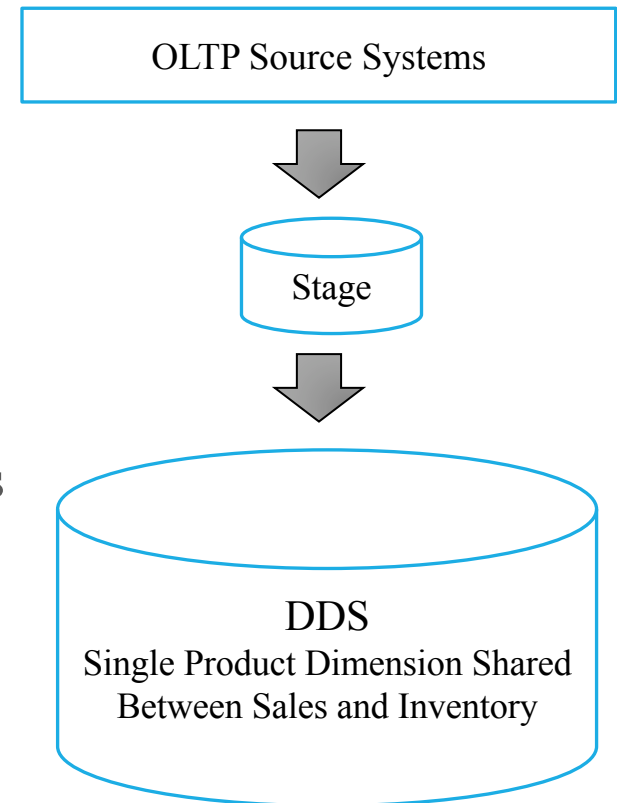 OLTP Source Systems
Stage
s
DDS
Single Product Dimension Shared
Between Sales and Inventory